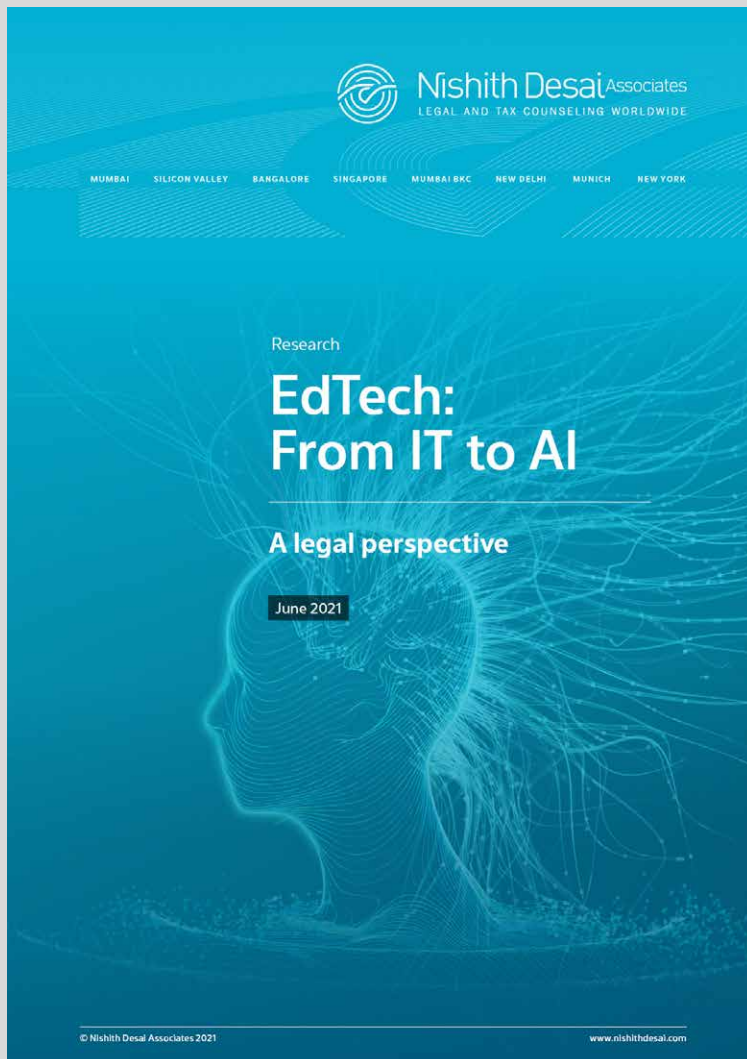 Nishith Desai Associates
LEGAL AND TAX COUNSELING WORLDWIDE
MUMBAI SILICON VALLEY BANGALORE SINGAPORE MUMBAI BKC NEW DELHI MUNICH NEW YORK
Research
EdTech:
From IT to AI
A legal perspective
June 2021
© Nishith Desai Associates 2021 www.nishithdesai.com